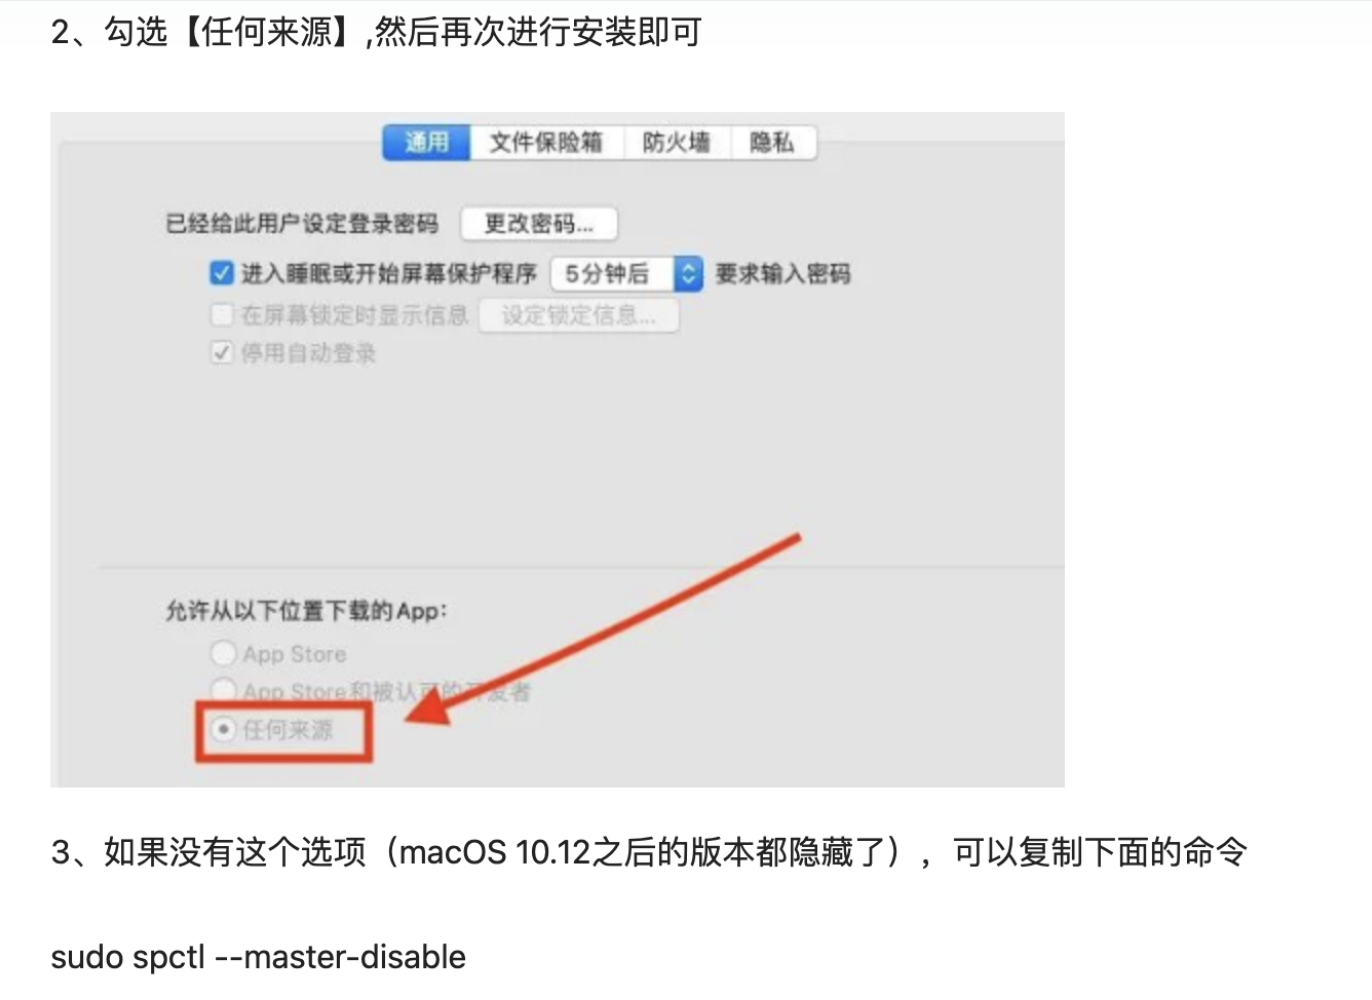 2、勾选【任何来源】,然后再次进行安装即可
通用 文件保险箱 防火墙 隐私
已经给此用户设定登录密码 更改密码...
进入睡眠或开始屏幕保护程序 5分钟后 要求输入密码
在屏幕锁定时显示信息 设定锁定信息...
停用自动登录
允许从以下位置下载的App：
App Store
App Store和被认可的开发者
任何来源
3、如果没有这个选项（macOS 10.12之后的版本都隐藏了），可以复制下面的命令
sudo spctl --master-disable